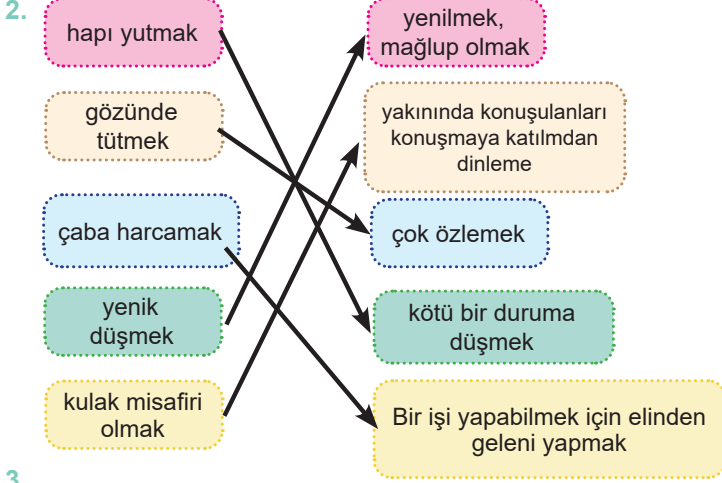 2.
hapı yutmak
yenilmek,
mağlup olmak
gözünde
tütmek
yakınında konuşulanları
konuşmaya katılmdan
dinleme
çaba harcamak
çok özlemek
yenik
düşmek
kötü bir duruma
düşmek
kulak misafiri
olmak
Bir işi yapabilmek için elinden
geleni yapmak
3.